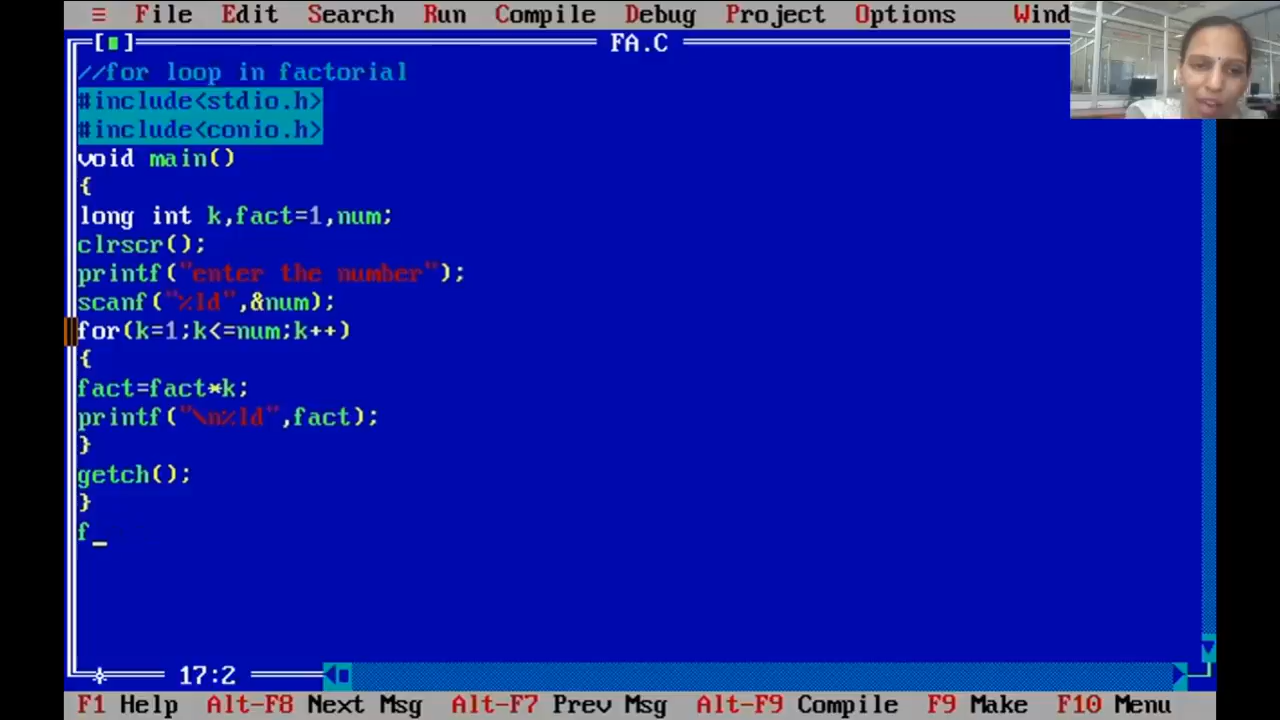 ≡ File Edit Search Run Compile Debug Project Options Wind
FA.C
//for loop in factorial
#include<stdio.h>
#include<conio.h>
void main()
{
long int k,fact=1,num;
clrscr();
printf("enter the number");
scanf("%ld",&num);
for(k=1;k<=num;k++)
{
fact=fact*k;
printf("\n%ld",fact);
}
getch();
}
f_
17:2
F1 Help Alt-F8 Next Msg Alt-F7 Prev Msg Alt-F9 Compile F9 Make F10 Menu